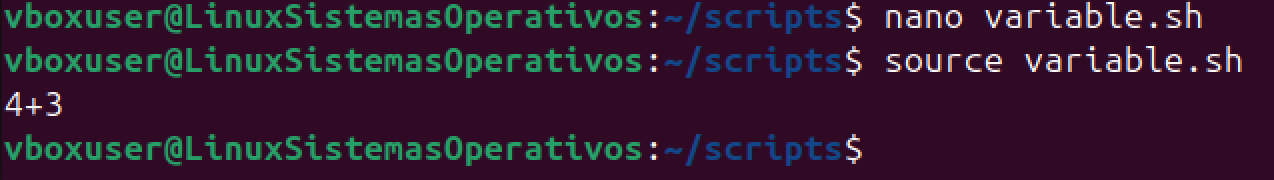 vboxuser@LinuxSistemasOperativos:~/scripts$ nano variable.sh
vboxuser@LinuxSistemasOperativos:~/scripts$ source variable.sh
4+3
vboxuser@LinuxSistemasOperativos:~/scripts$